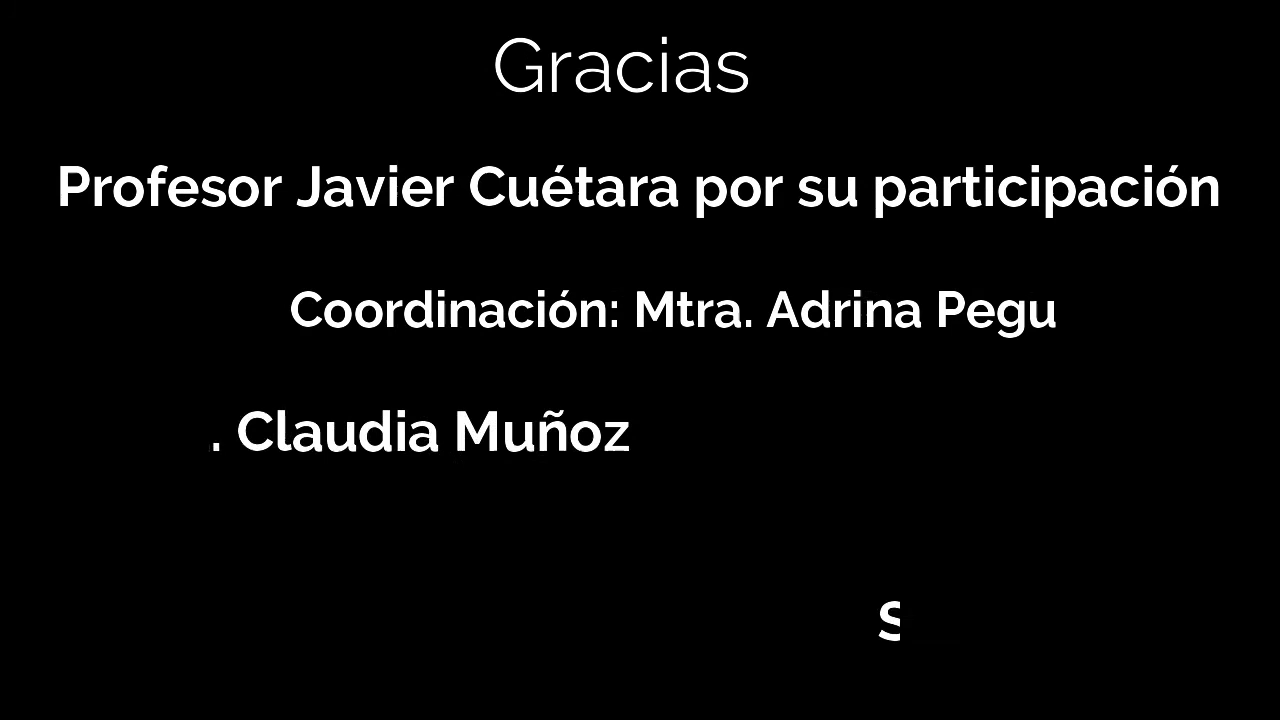 Gracias
Profesor Javier Cuétara por su participación
Coordinación: Mtra. Adrina Pegu
. Claudia Muñoz
S